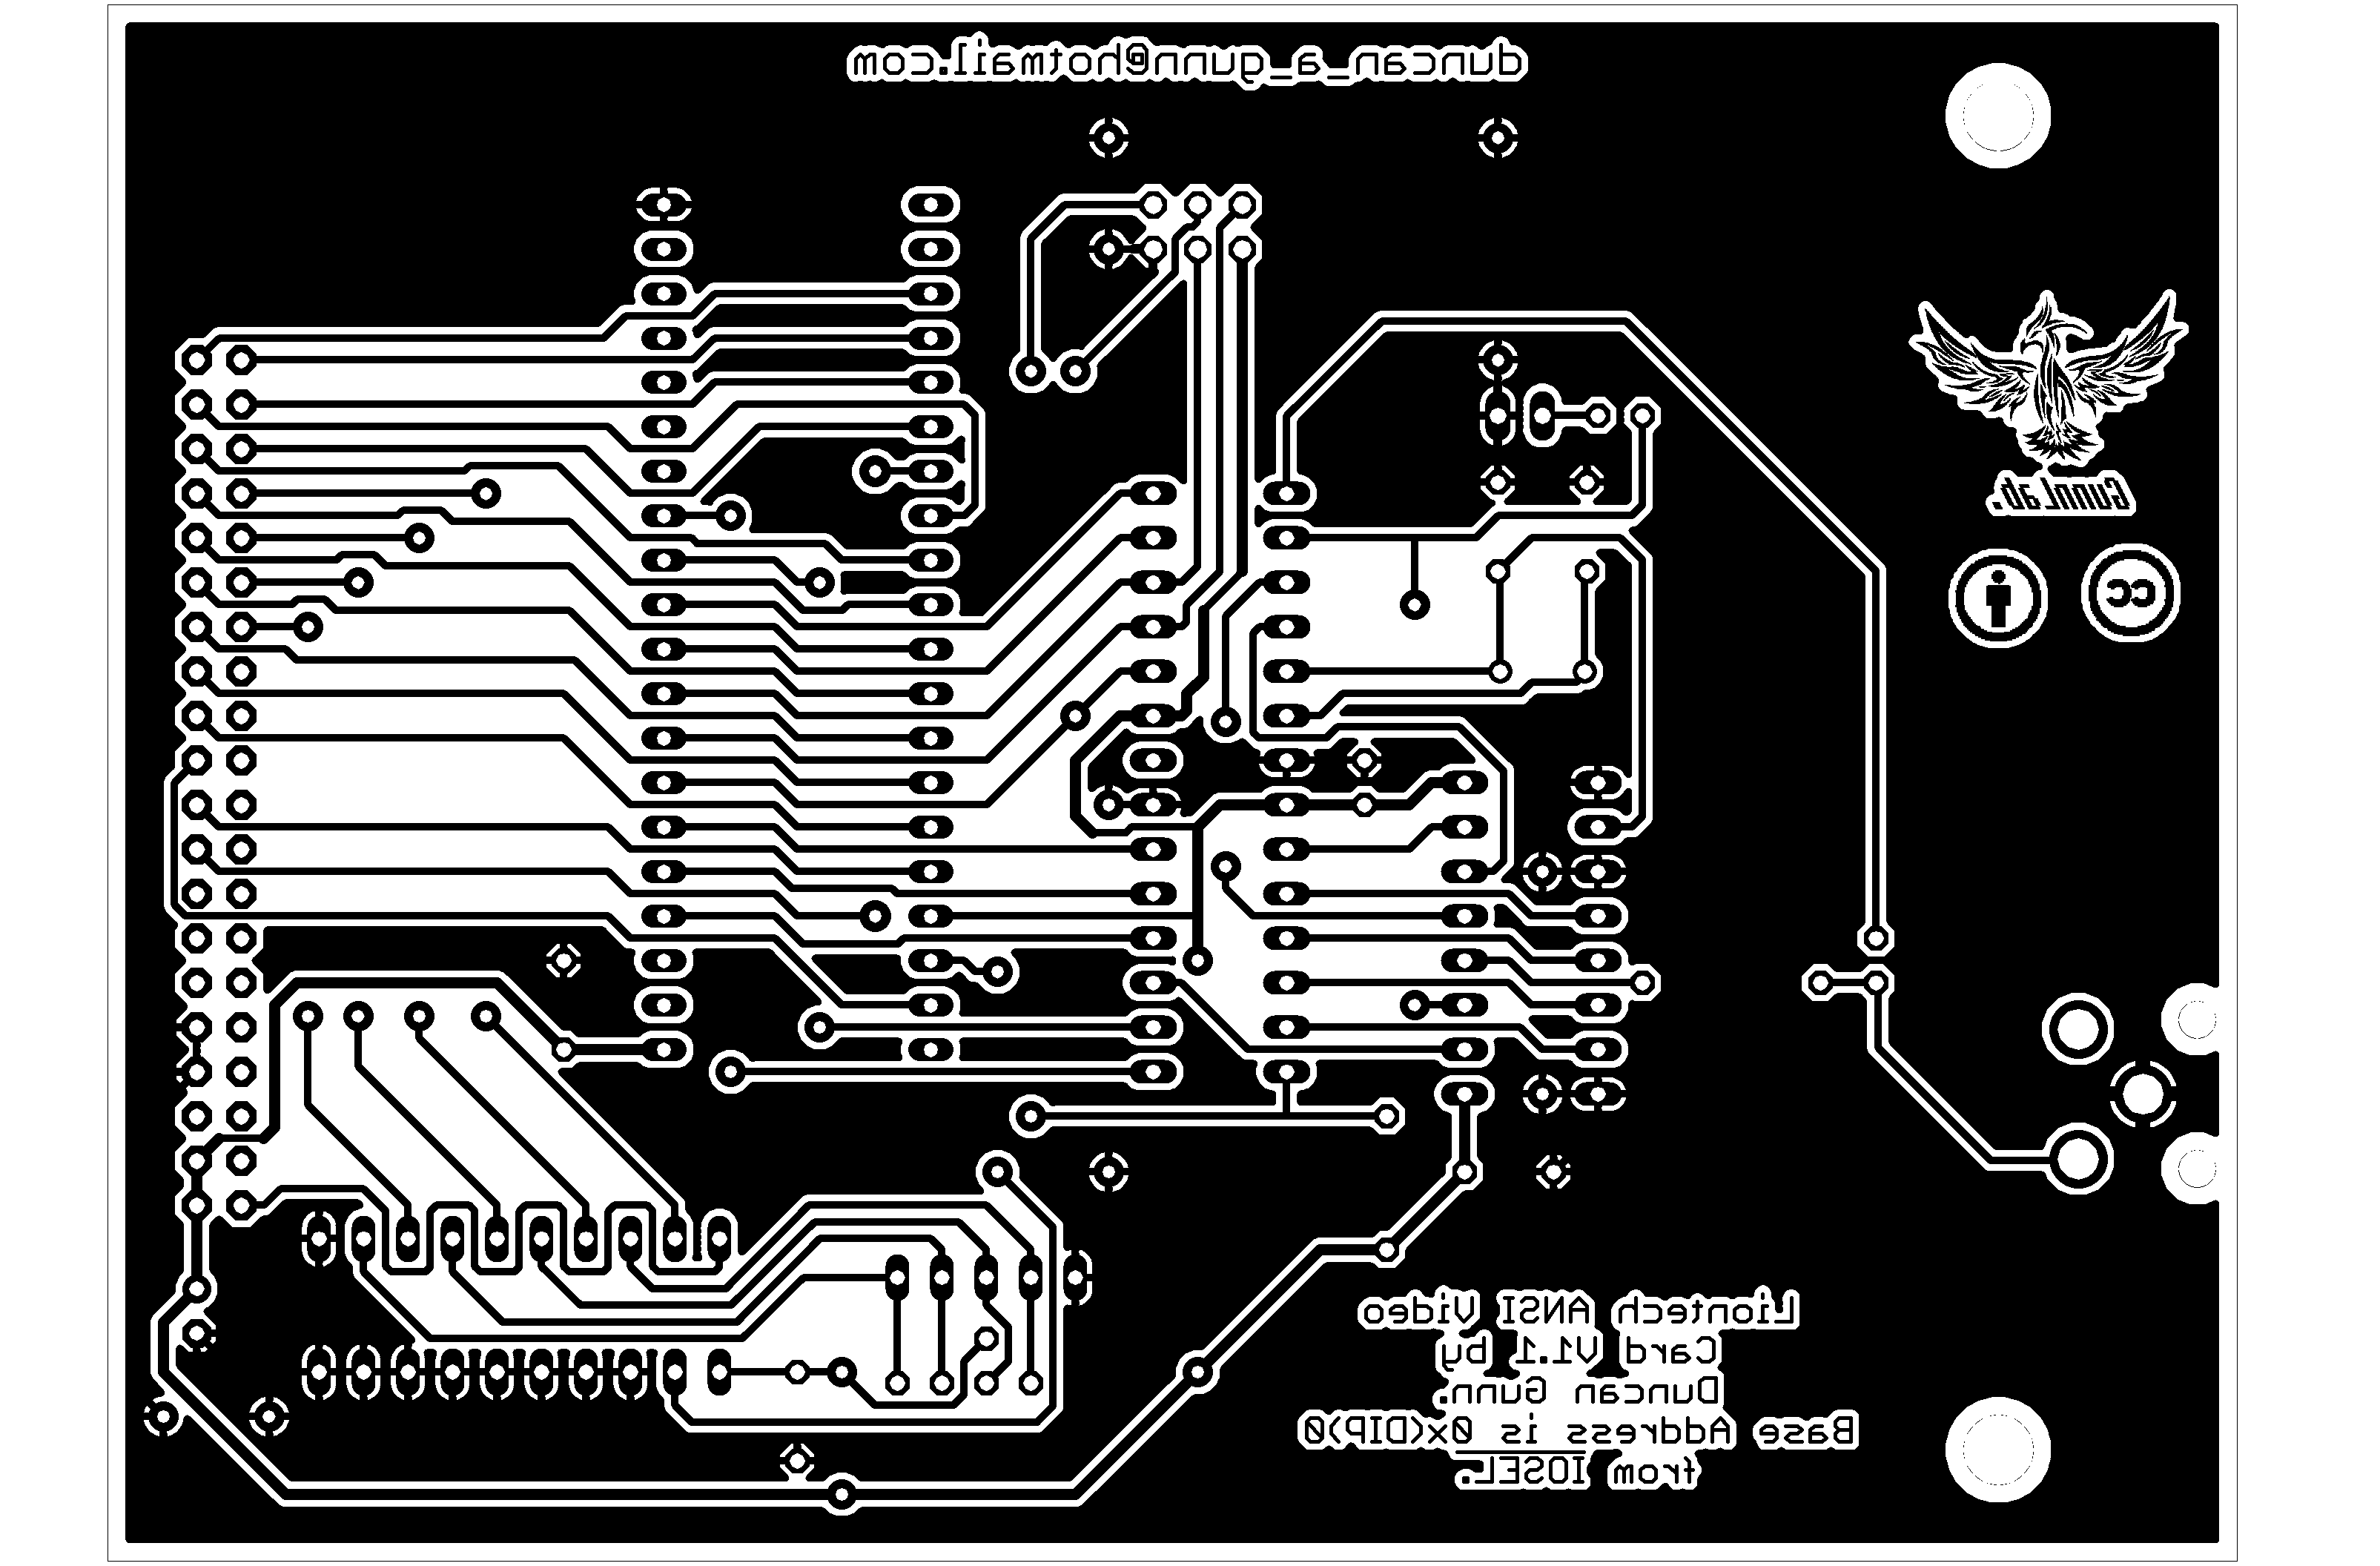 duncan_a_gunn@hotmail.com
Gunnlab.
cc
Liontech ANSI Video
Card V1.1 by
Duncan Gunn.
Base Address is 0x(DIP)0
from IOSEL.